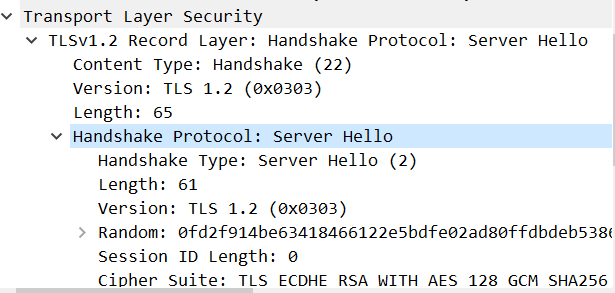 Transport Layer Security
TLSv1.2 Record Layer: Handshake Protocol: Server Hello
Content Type: Handshake (22)
Version: TLS 1.2 (0x0303)
Length: 65
Handshake Protocol: Server Hello
Handshake Type: Server Hello (2)
Length: 61
Version: TLS 1.2 (0x0303)
Random: 0fd2f914be63418466122e5bdfe02ad80ffdbdeb5386
Session ID Length: 0
Cipher Suite: TLS_ECDHE_RSA_WITH_AES_128_GCM_SHA256